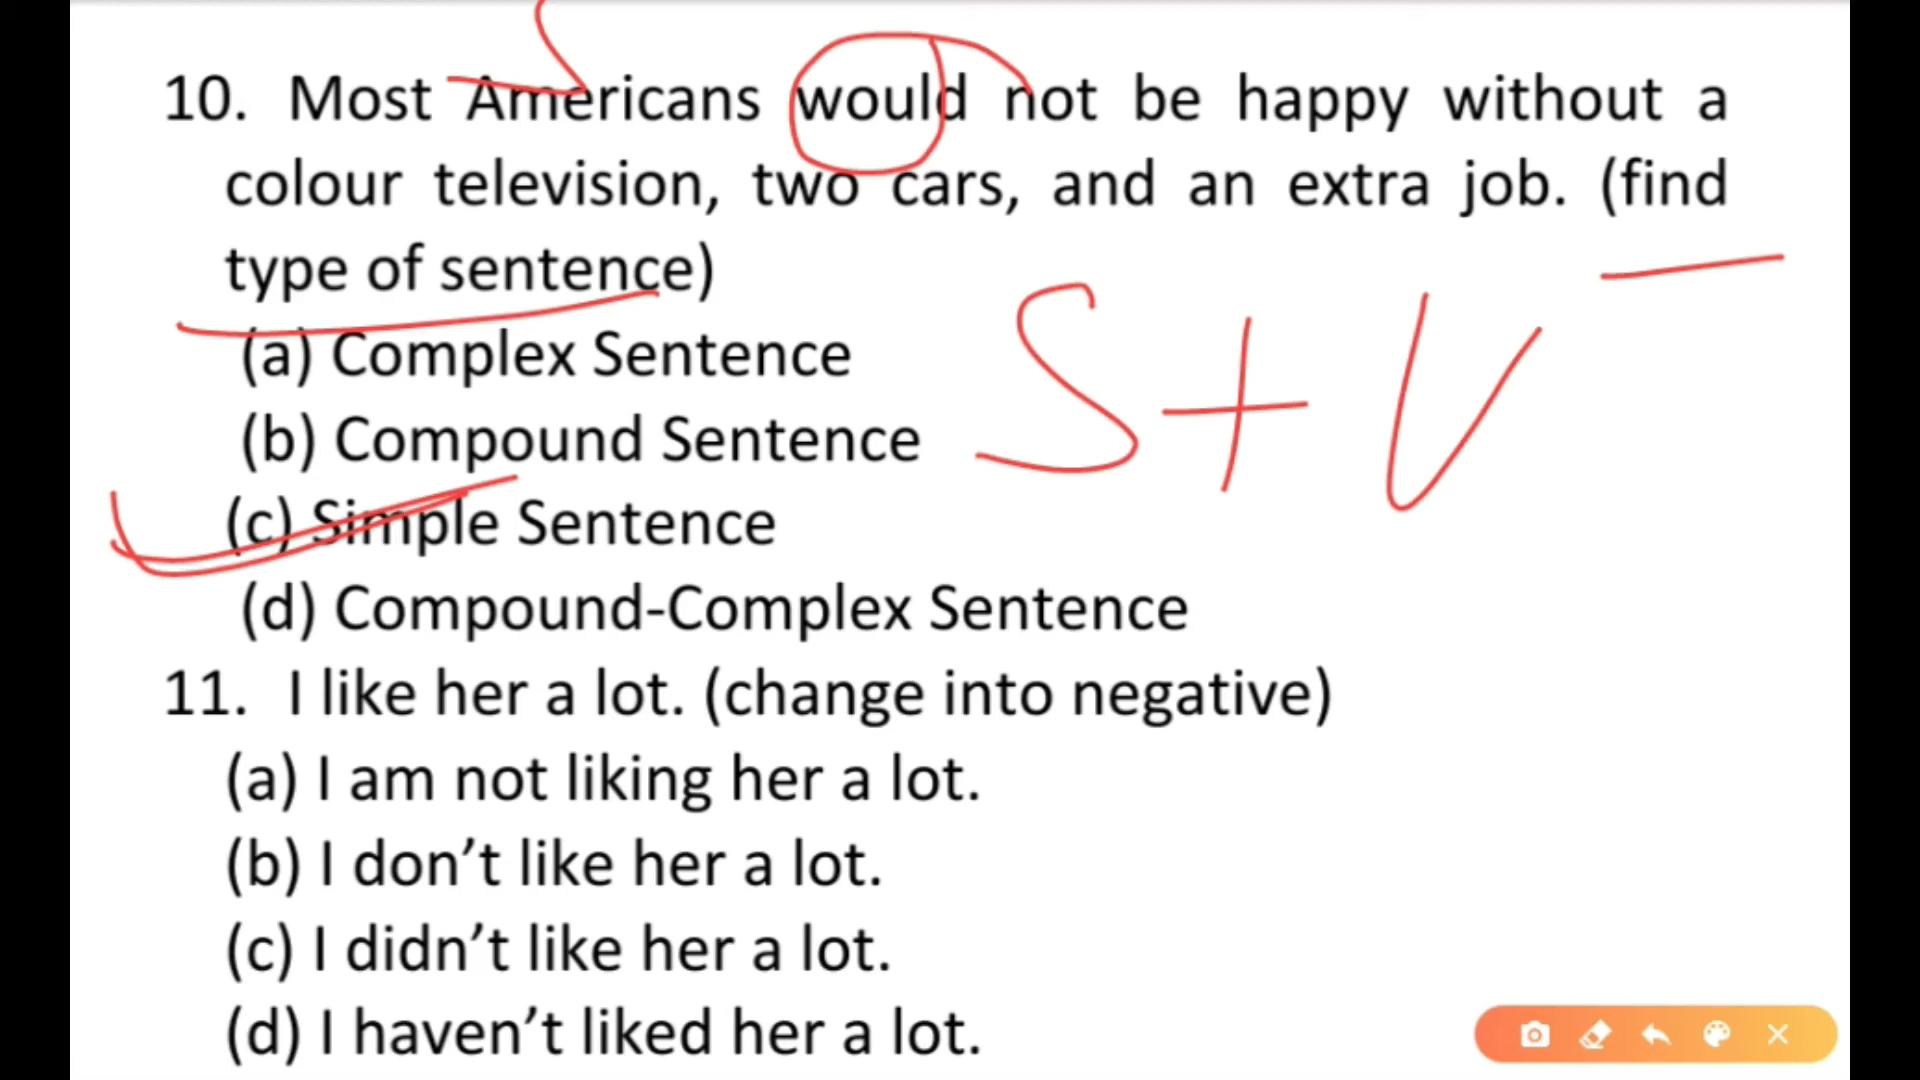 10. Most Americans would not be happy without a
colour television, two cars, and an extra job. (find
type of sentence)
(a) Complex Sentence
(b) Compound Sentence
S + V
(c) Simple Sentence
(d) Compound-Complex Sentence
11. I like her a lot. (change into negative)
(a) I am not liking her a lot.
(b) I don’t like her a lot.
(c) I didn’t like her a lot.
(d) I haven’t liked her a lot.